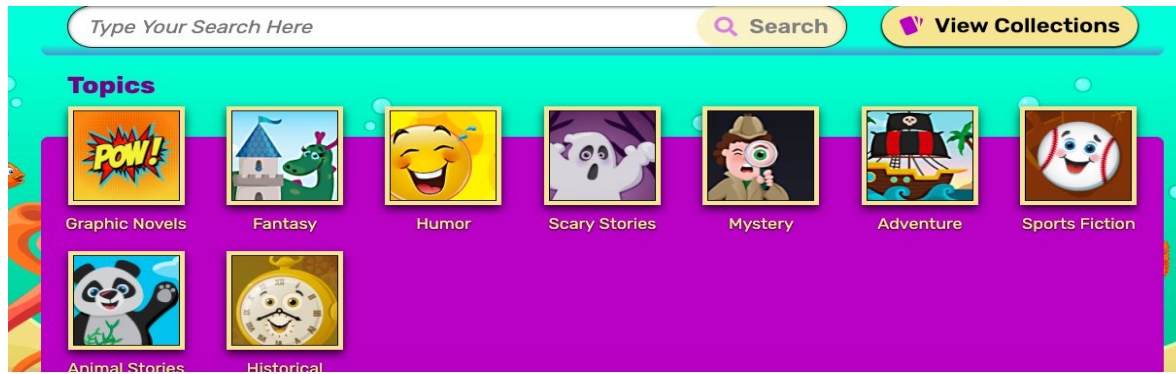 Type Your Search Here
Search
View Collections
Topics
POW!
Graphic Novels
Fantasy
Humor
Scary Stories
Mystery
Adventure
Sports Fiction
Animal Stories
Historical